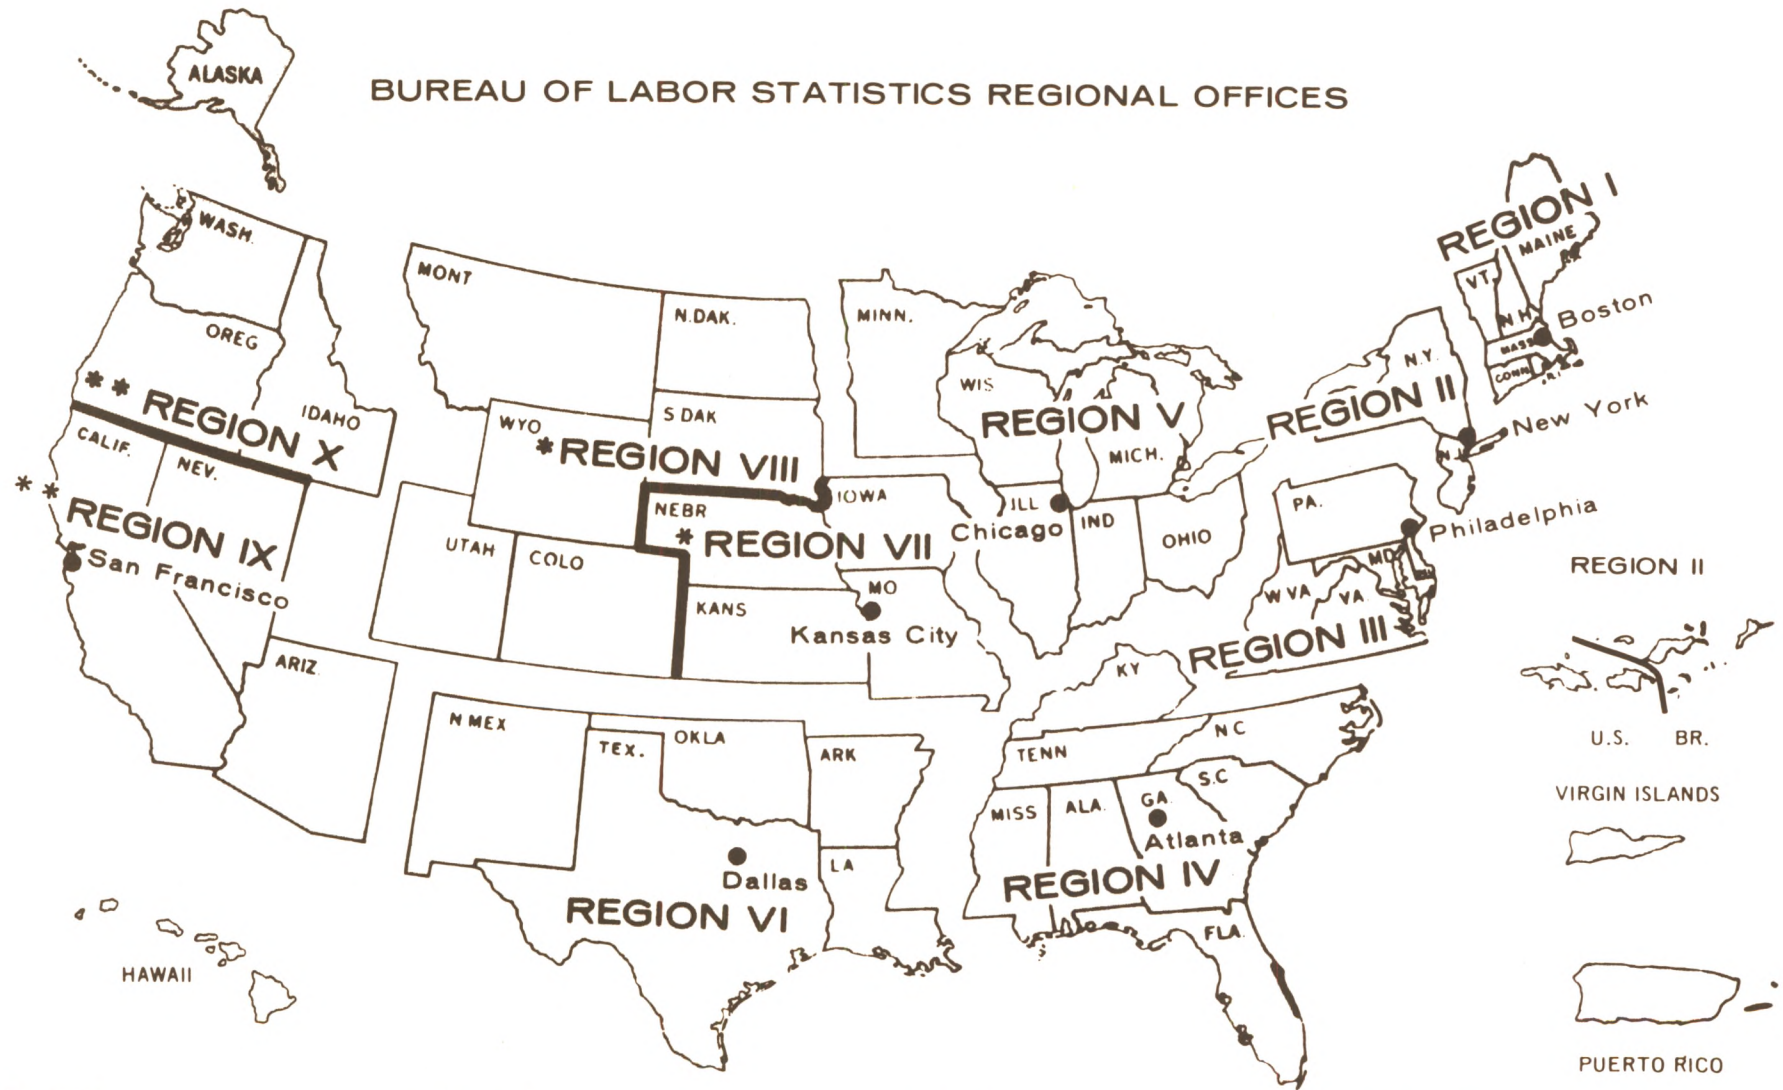 ALASKA
BUREAU OF LABOR STATISTICS REGIONAL OFFICES
REGION I
MAINE
VT.
N H
Boston
MASS
CONN
R.I.
WASH.
OREG
IDAHO
** REGION X
MONT
N.DAK.
S DAK
WYO
* REGION VIII
MINN.
WIS
REGION V
MICH.
N.Y.
REGION II
New York
N J
CALIF.
NEV.
** REGION IX
San Francisco
UTAH
COLO
NEBR
IOWA
* REGION VII
KANS
MO
Kansas City
ILL
Chicago
IND
OHIO
PA.
Philadelphia
MD
W VA
VA.
REGION III
REGION II
U.S. BR.
VIRGIN ISLANDS
PUERTO RICO
ARIZ.
N MEX
TEX.
OKLA
ARK
LA
Dallas
REGION VI
KY
TENN
N C
S.C
MISS
ALA.
GA.
Atlanta
REGION IV
FLA.
HAWAII